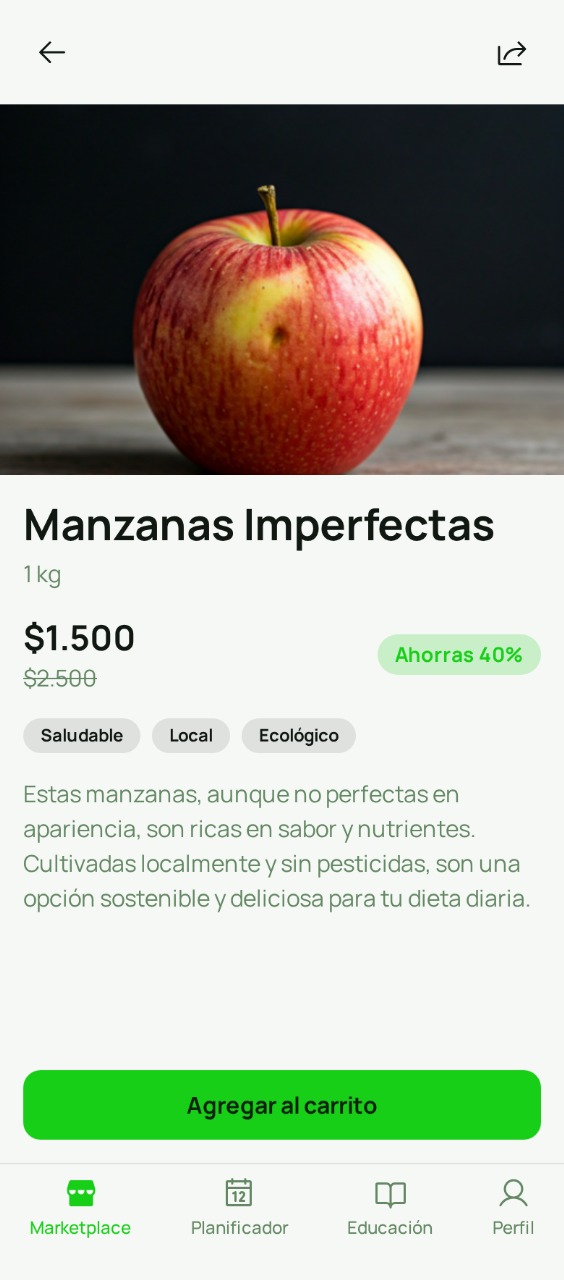 Manzanas Imperfectas
1 kg
$1.500
Ahorras 40%
$2.500
Saludable Local Ecológico
Estas manzanas, aunque no perfectas en
apariencia, son ricas en sabor y nutrientes.
Cultivadas localmente y sin pesticidas, son una
opción sostenible y deliciosa para tu dieta diaria.
Agregar al carrito
12
Marketplace Planificador Educación Perfil